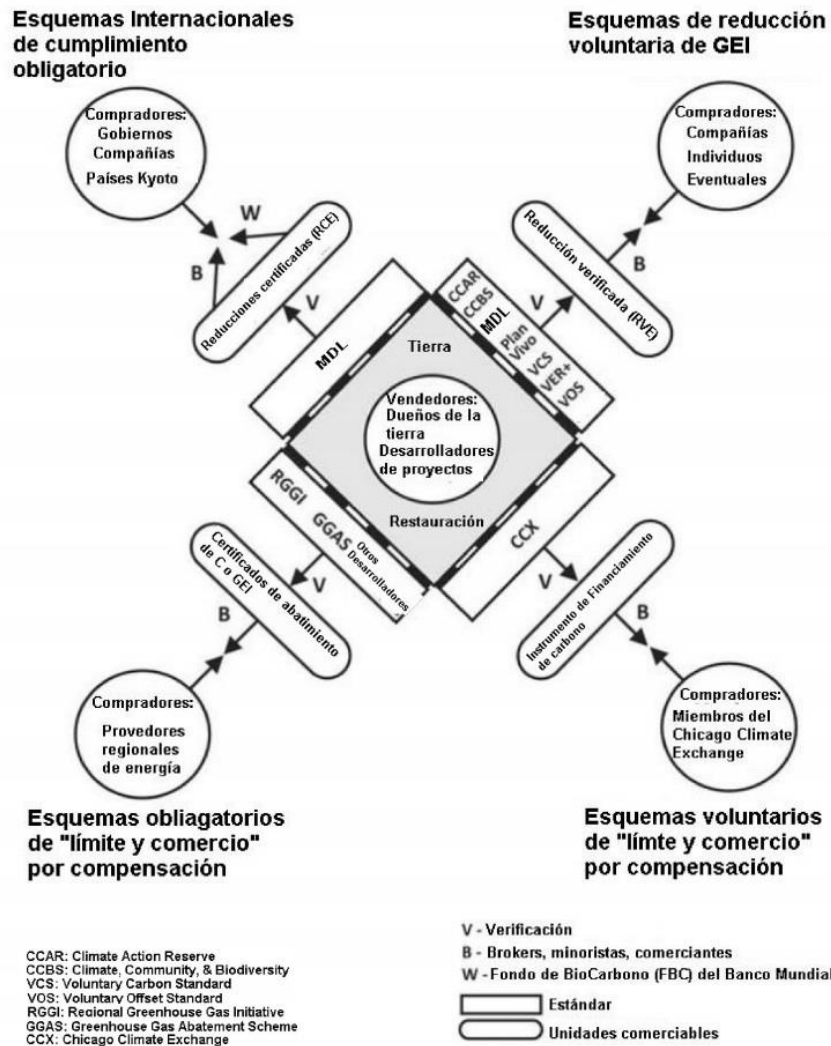 Esquemas Internacionales
de cumplimiento
obligatorio
Esquemas de reducción
voluntaria de GEI
Compradores:
Gobiernos
Compañías
Países Kyoto
Compradores:
Compañías
Individuos
Eventuales
W
B
Reducciones certificadas (RCE)
V
MDL
B
Reducción verificada (RVE)
V
CCAR
CCBS
MDL
Plan
Vivo
VCS
VER+
VOS
Tierra
Vendedores:
Dueños de la
tierra
Desarrolladores
de proyectos
Restauración
RGGI
GGAS
Otros
Desarrolladores
CCX
V
Certificados de abatimiento
de C o GEI
B
V
Instrumento de Financiamiento
de carbono
B
Compradores:
Provedores
regionales
de energía
Compradores:
Miembros del
Chicago Climate
Exchange
Esquemas obliagatorios
de "límite y comercio"
por compensación
Esquemas voluntarios
de "límte y comercio"
por compensación
CCAR: Climate Action Reserve
CCBS: Climate, Community, & Biodiversity
VCS: Voluntary Carbon Standard
VOS: Voluntary Offset Standard
RGGI: Regional Greenhouse Gas Initiative
GGAS: Greenhouse Gas Abatement Scheme
CCX: Chicago Climate Exchange
V - Verificación
B - Brokers, minoristas, comerciantes
W - Fondo de BioCarbono (FBC) del Banco Mundial
Estándar
Unidades comerciables